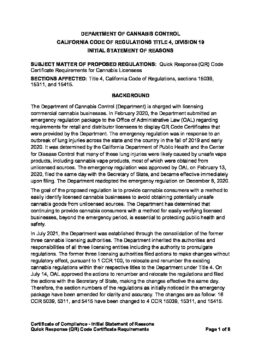 DEPARTMENT OF CANNABIS CONTROL
CALIFORNIA CODE OF REGULATIONS TITLE 4, DIVISION 19
INITIAL STATEMENT OF REASONS
SUBJECT MATTER OF PROPOSED REGULATIONS: Quick Response (QR) Code
Certificate Requirements for Cannabis Licensees.
SECTIONS AFFECTED: Title 4, California Code of Regulations, sections 15039,
15311, and 15415.
BACKGROUND
The Department of Cannabis Control (Department) is charged with licensing
commercial cannabis businesses. In February 2020, the Department submitted an
emergency regulation package to the Office of Administrative Law (OAL) regarding
requirements for retail and distributor licensees to display QR Code Certificates that
were provided by the Department. The emergency regulation was in response to an
outbreak of lung injuries across the state and the country in the fall of 2019 and early
2020. It was determined by the California Department of Public Health and the Center
for Disease Control that many of their lung injuries were likely caused by unsafe vape
products, including cannabis vape products, most of which were obtained from
unlicensed sources. The emergency regulation was approved by OAL on February 13,
2020, filed the same day with the Secretary of State, and became effective immediately
upon filing. The Department readopted the emergency regulation on December 8, 2020.
The goal of the proposed regulation is to provide cannabis consumers with a method to
easily identify licensed cannabis businesses to avoid obtaining potentially unsafe
cannabis goods from unlicensed sources. The Department has determined that
continuing to provide cannabis consumers with a method for easily verifying licensed
businesses, beyond the emergency period, is essential to protecting public health and
safety.
In July 2021, the Department was established through the consolidation of the former
three cannabis licensing authorities. The Department inherited the authorities and
responsibilities of all three licensing entities including the authority to promulgate
regulations. The former three licensing authorities filed actions to make changes without
regulatory effect, pursuant to 1 CCR 100, to relocate and renumber the existing
cannabis regulations within their respective titles to the Department under Title 4. On
July 14, OAL approved the actions to renumber and relocate the regulations and filed
the actions with the Secretary of State, making the changes effective the same day.
Therefore, the section numbers of the regulations as initially noticed in the emergency
package have been amended for clarity and accuracy. The changes are as follow: 16
CCR 5039, 5311, and 5415 have been changed to 4 CCR 15039, 15311, and 15415.
Certificate of Compliance - Initial Statement of Reasons
Quick Response (QR) Code Certificate Requirements Page 1 of 8